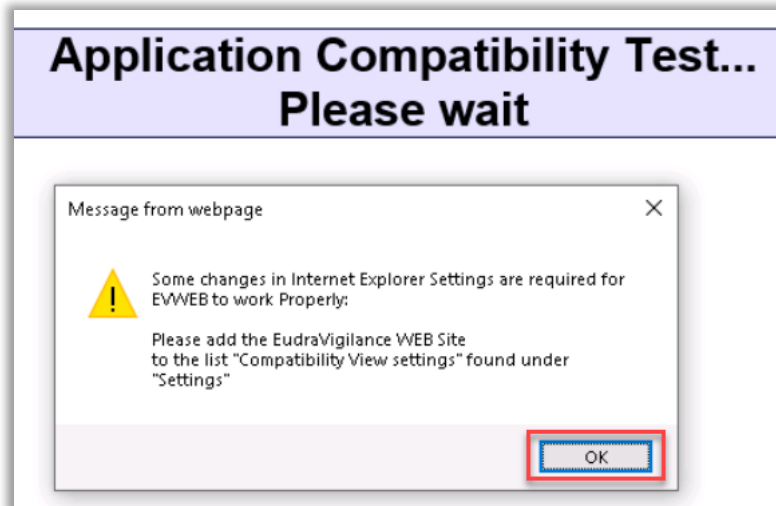 Application Compatibility Test...
Please wait
Message from webpage
Some changes in Internet Explorer Settings are required for
EVWEB to work Properly:
Please add the EudraVigilance WEB Site
to the list "Compatibility View settings" found under
"Settings"
OK